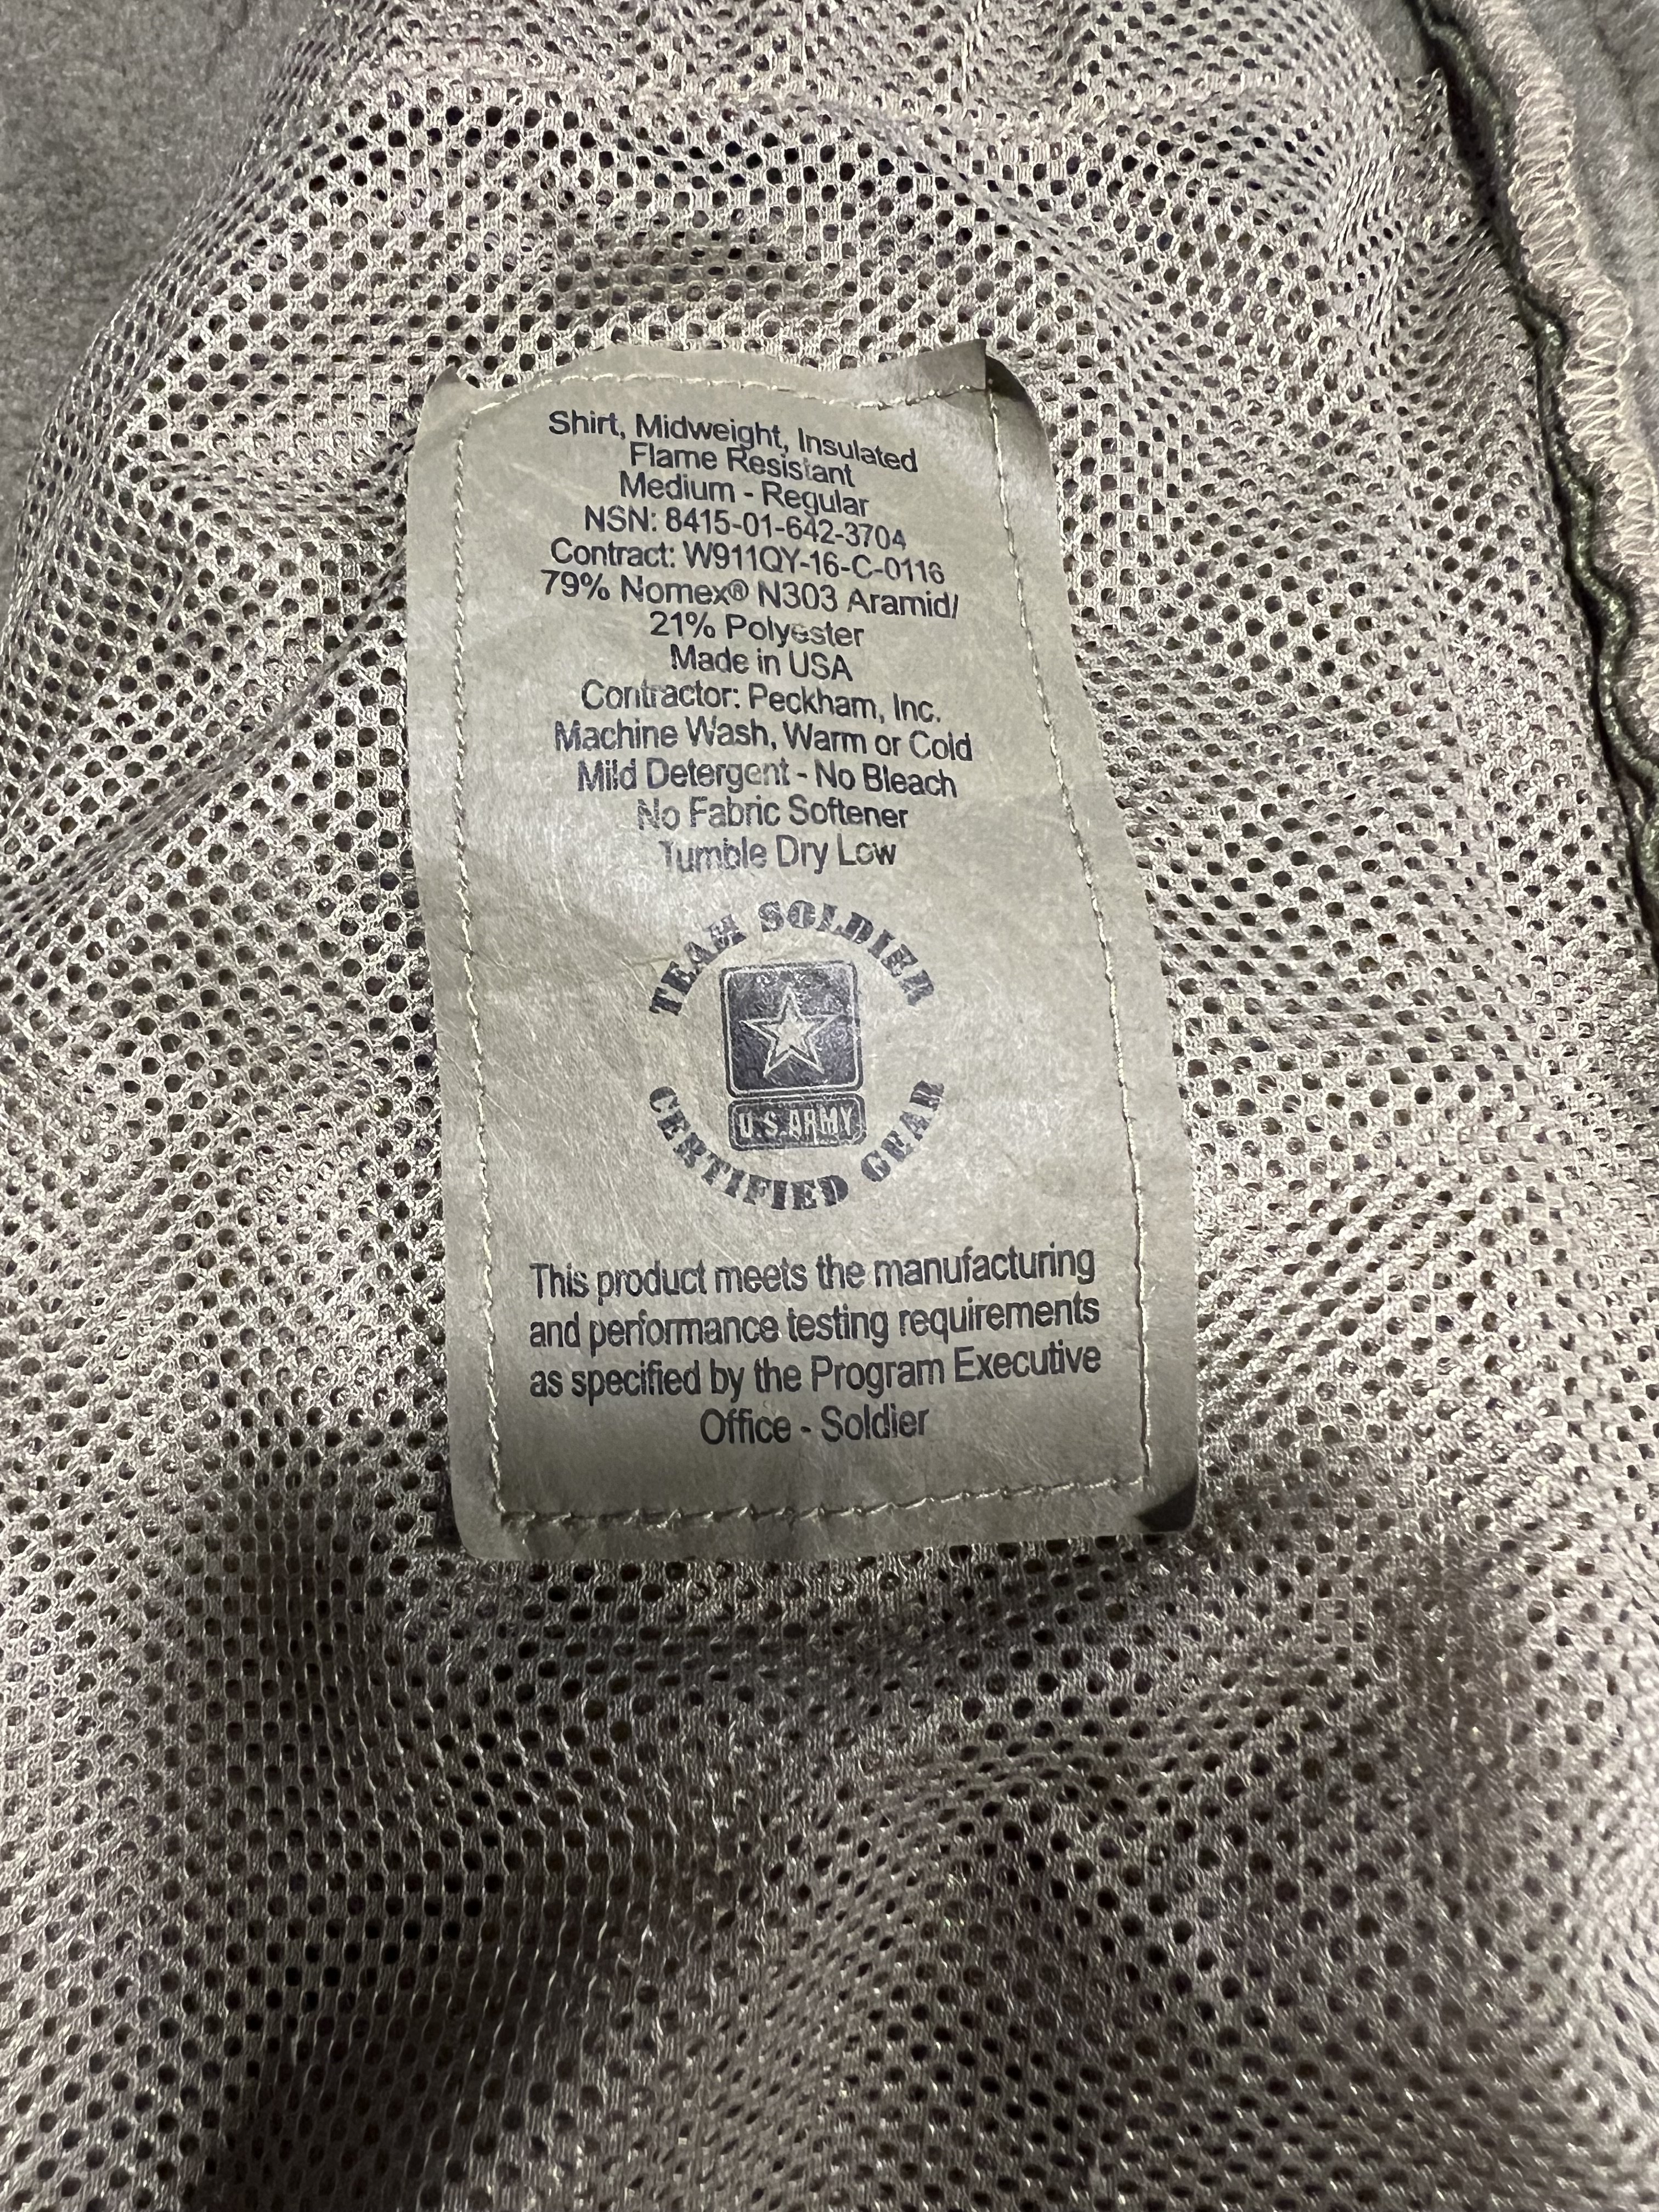 Shirt, Midweight, Insulated
Flame Resistant
Medium - Regular
NSN: 8415-01-642-3704
Contract: W911QY-16-C-0116
79% Nomex® N303 Aramid/
21% Polyester
Made in USA
Contractor: Peckham, Inc.
Machine Wash, Warm or Cold
Mild Detergent - No Bleach
No Fabric Softener
Tumble Dry Low
TEAM SOLDIER
U.S.ARMY
CERTIFIED GEAR
This product meets the manufacturing
and performance testing requirements
as specified by the Program Executive
Office - Soldier